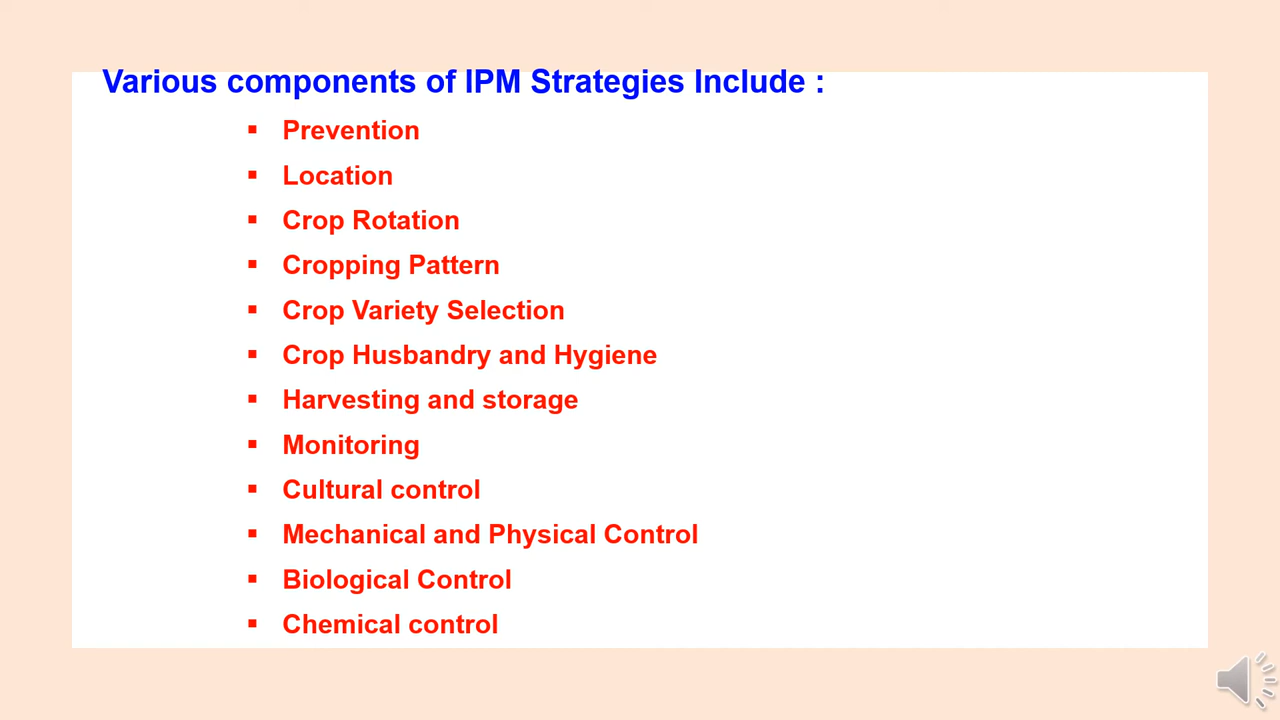 Various components of IPM Strategies Include :
▪ Prevention
▪ Location
▪ Crop Rotation
▪ Cropping Pattern
▪ Crop Variety Selection
▪ Crop Husbandry and Hygiene
▪ Harvesting and storage
▪ Monitoring
▪ Cultural control
▪ Mechanical and Physical Control
▪ Biological Control
▪ Chemical control